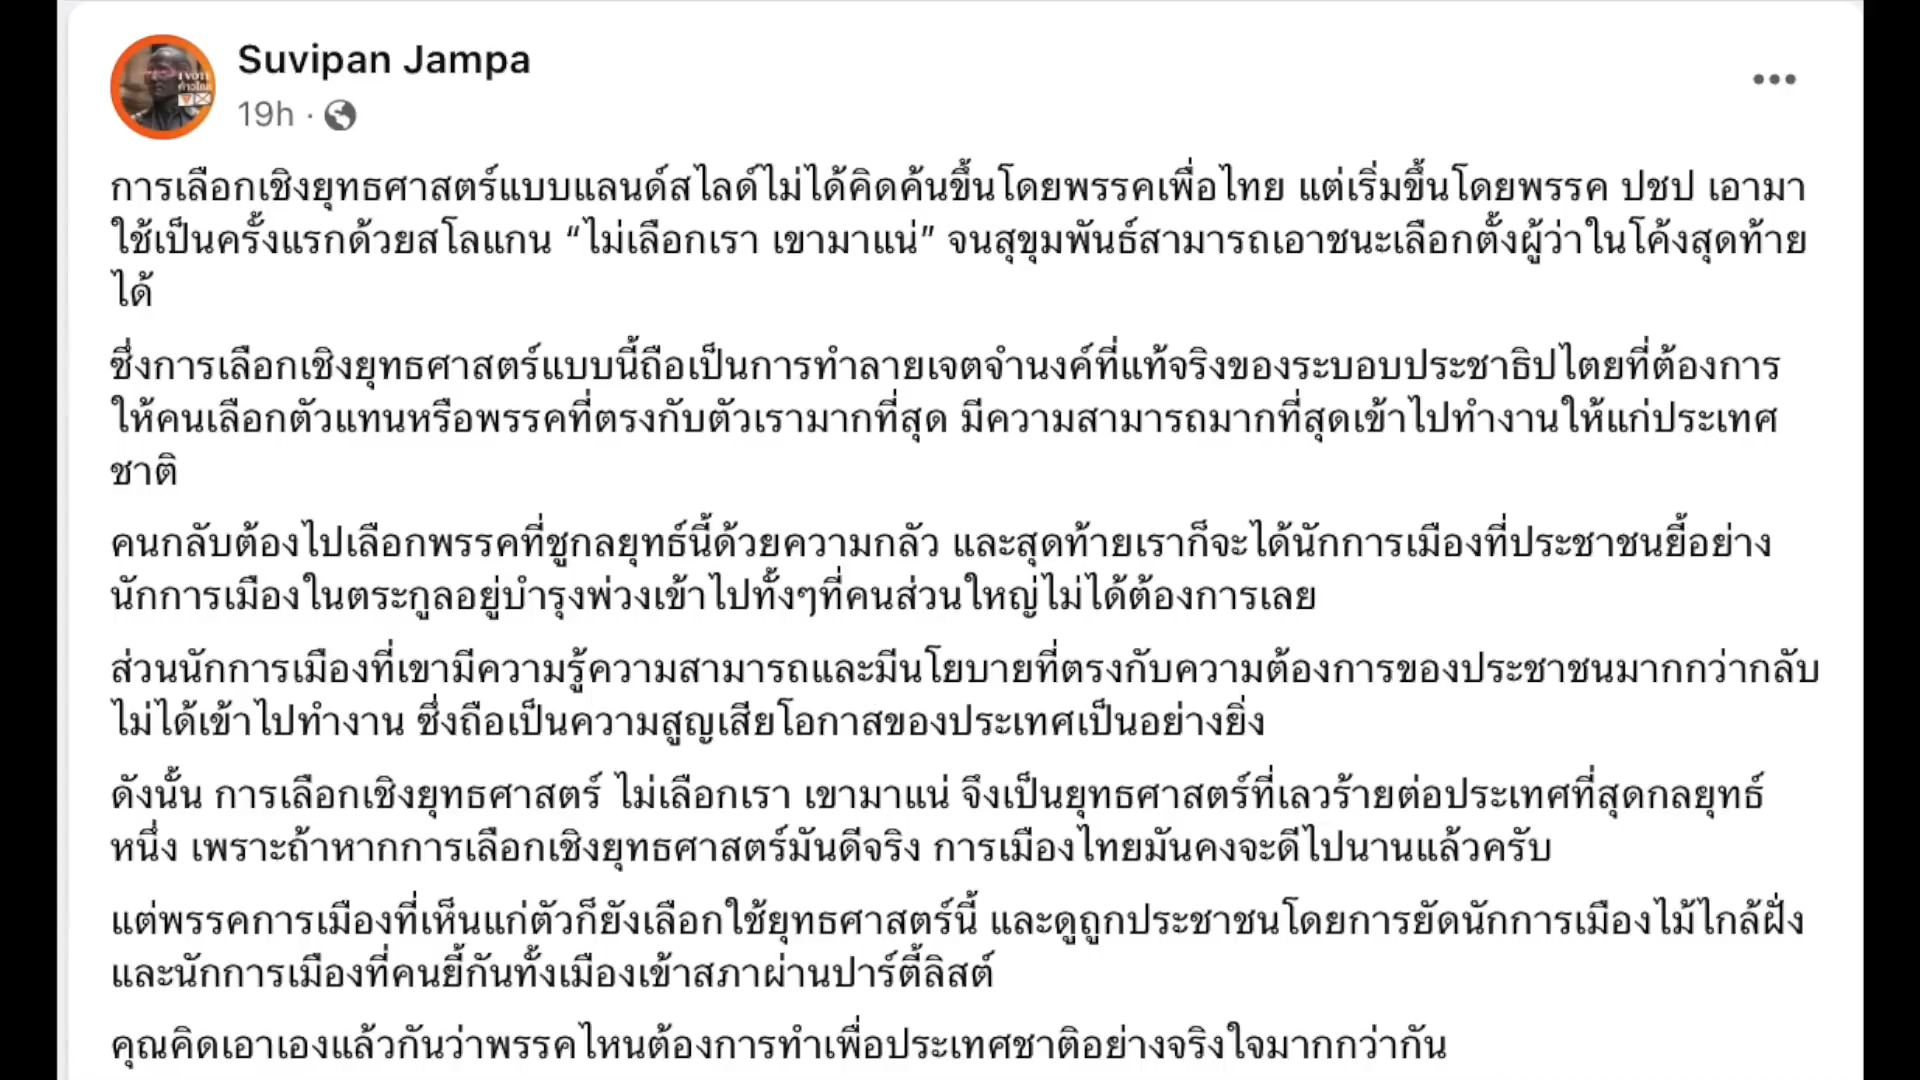 Suvipan Jampa
19h ·
I VOTE
ก้าวไกล
การเลือกเชิงยุทธศาสตร์แบบแลนด์สไลด์ไม่ได้คิดค้นขึ้นโดยพรรคเพื่อไทย แต่เริ่มขึ้นโดยพรรค ปชป เอามา
ใช้เป็นครั้งแรกด้วยสโลแกน “ไม่เลือกเรา เขามาแน่” จนสุขุมพันธ์สามารถเอาชนะเลือกตั้งผู้ว่าในโค้งสุดท้าย
ได้
ซึ่งการเลือกเชิงยุทธศาสตร์แบบนี้ถือเป็นการทำลายเจตจำนงค์ที่แท้จริงของระบอบประชาธิปไตยที่ต้องการ
ให้คนเลือกตัวแทนหรือพรรคที่ตรงกับตัวเรามากที่สุด มีความสามารถมากที่สุดเข้าไปทำงานให้แก่ประเทศ
ชาติ
คนกลับต้องไปเลือกพรรคที่ชูกลยุทธ์นี้ด้วยความกลัว และสุดท้ายเราก็จะได้นักการเมืองที่ประชาชนยี้อย่าง
นักการเมืองในตระกูลอยู่บำรุงพ่วงเข้าไปทั้งๆที่คนส่วนใหญ่ไม่ได้ต้องการเลย
ส่วนนักการเมืองที่เขามีความรู้ความสามารถและมีนโยบายที่ตรงกับความต้องการของประชาชนมากกว่ากลับ
ไม่ได้เข้าไปทำงาน ซึ่งถือเป็นความสูญเสียโอกาสของประเทศเป็นอย่างยิ่ง
ดังนั้น การเลือกเชิงยุทธศาสตร์ ไม่เลือกเรา เขามาแน่ จึงเป็นยุทธศาสตร์ที่เลวร้ายต่อประเทศที่สุดกลยุทธ์
หนึ่ง เพราะถ้าหากการเลือกเชิงยุทธศาสตร์มันดีจริง การเมืองไทยมันคงจะดีไปนานแล้วครับ
แต่พรรคการเมืองที่เห็นแก่ตัวก็ยังเลือกใช้ยุทธศาสตร์นี้ และดูถูกประชาชนโดยการยัดนักการเมืองไม้ไกล้ฝั่ง
และนักการเมืองที่คนยี้กันทั้งเมืองเข้าสภาผ่านปาร์ตี้ลิสต์
คุณคิดเอาเองแล้วกันว่าพรรคไหนต้องการทำเพื่อประเทศชาติอย่างจริงใจมากกว่ากัน